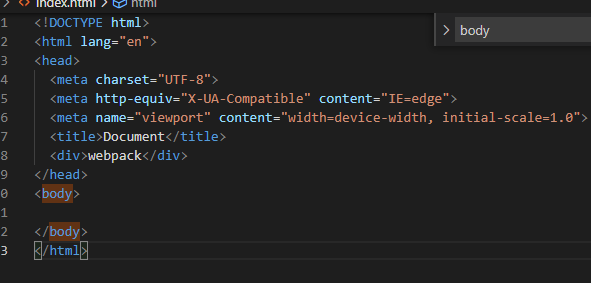 index.html > html
body
1 <!DOCTYPE html>
2 <html lang="en">
3 <head>
4 <meta charset="UTF-8">
5 <meta http-equiv="X-UA-Compatible" content="IE=edge">
6 <meta name="viewport" content="width=device-width, initial-scale=1.0">
7 <title>Document</title>
8 <div>webpack</div>
9 </head>
0 <body>
1
2 </body>
3 </html>